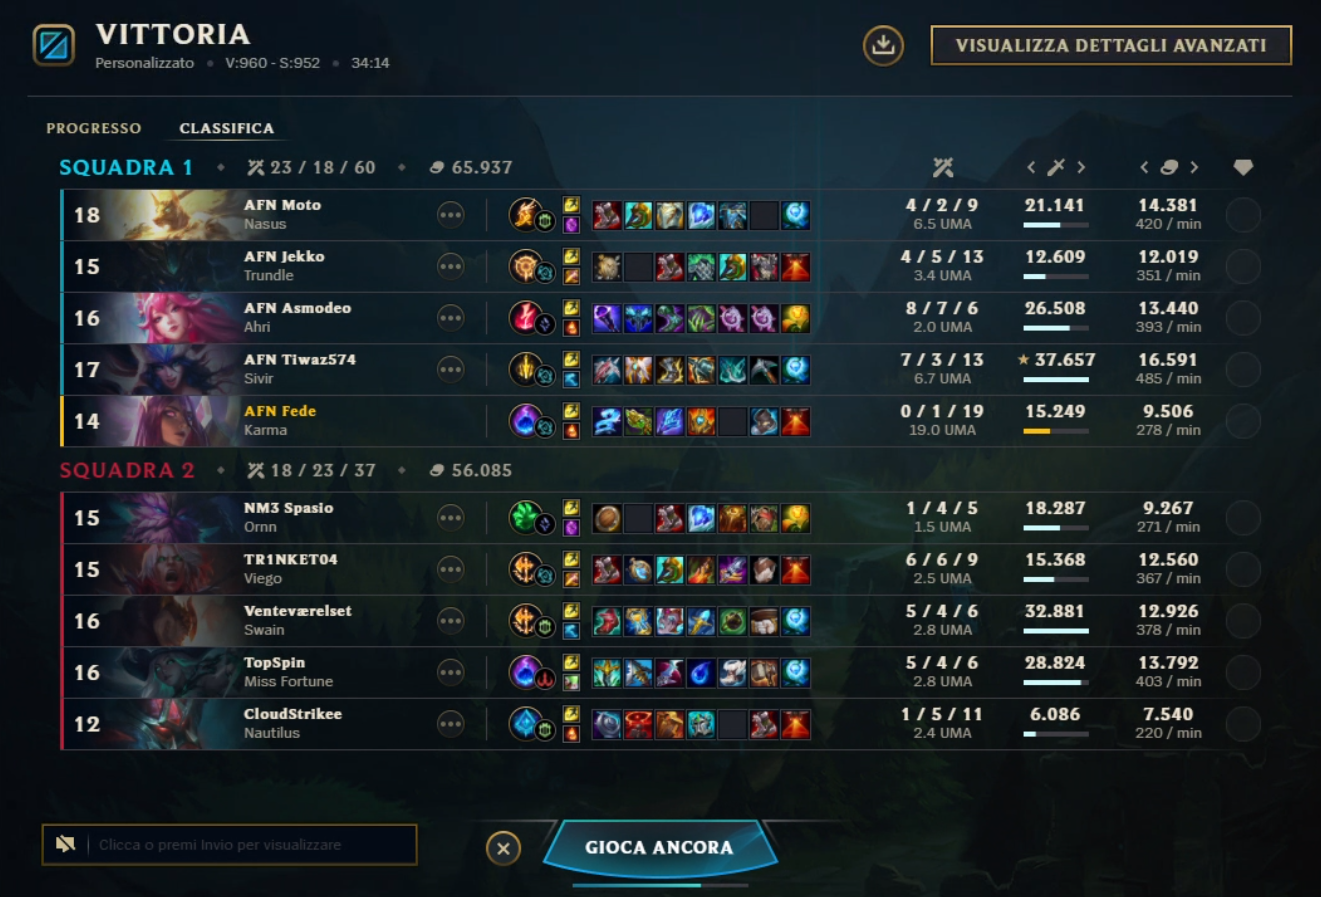 VITTORIA
Personalizzato • V:960 - S:952 • 34:14
VISUALIZZA DETTAGLI AVANZATI
PROGRESSO CLASSIFICA
SQUADRA 1 • 23 / 18 / 60 • 65.937
18 AFN Moto 4 / 2 / 9 21.141 14.381
Nasus 6.5 UMA 420 / min
15 AFN Jekko 4 / 5 / 13 12.609 12.019
Trundle 3.4 UMA 351 / min
16 AFN Asmodeo 8 / 7 / 6 26.508 13.440
Ahri 2.0 UMA 393 / min
17 AFN Tiwaz574 7 / 3 / 13 37.657 16.591
Sivir 6.7 UMA 485 / min
14 AFN Fede 0 / 1 / 19 15.249 9.506
Karma 19.0 UMA 278 / min
SQUADRA 2 • 18 / 23 / 37 • 56.085
15 NM3 Spasio 1 / 4 / 5 18.287 9.267
Ornn 1.5 UMA 271 / min
15 TR1NKET04 6 / 6 / 9 15.368 12.560
Viego 2.5 UMA 367 / min
16 Venteværelset 5 / 4 / 6 32.881 12.926
Swain 2.8 UMA 378 / min
16 TopSpin 5 / 4 / 6 28.824 13.792
Miss Fortune 2.8 UMA 403 / min
12 CloudStrikee 1 / 5 / 11 6.086 7.540
Nautilus 2.4 UMA 220 / min
Clicca o premi Invio per visualizzare
GIOCA ANCORA